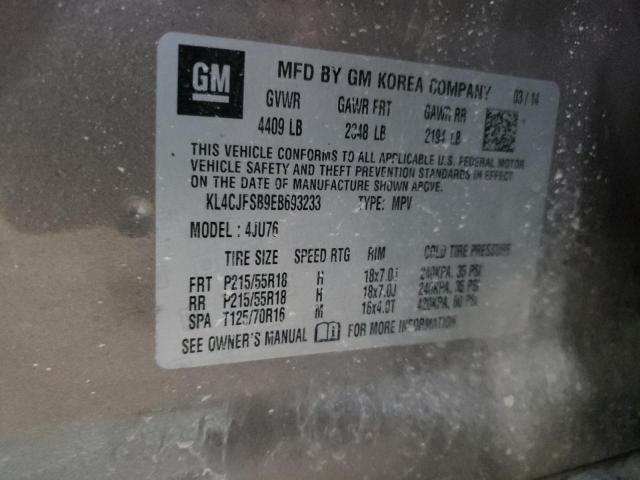 GM
MFD BY GM KOREA COMPANY 03/14
GVWR GAWR FRT GAWR RR
4409 LB 2348 LB 2194 LB
THIS VEHICLE CONFORMS TO ALL APPLICABLE U.S. FEDERAL MOTOR
VEHICLE SAFETY AND THEFT PREVENTION STANDARDS IN EFFECT
ON THE DATE OF MANUFACTURE SHOWN ABOVE.
KL4CJFSB9EB693233 TYPE: MPV
MODEL: 4JU76
TIRE SIZE SPEED RTG RIM COLD TIRE PRESSURE
FRT P215/55R18 H 18x7.0J 240KPA, 35 PSI
RR P215/55R18 H 18x7.0J 240KPA, 35 PSI
SPA T125/70R16 M 16x4.0T 420KPA, 60 PSI
SEE OWNER'S MANUAL FOR MORE INFORMATION